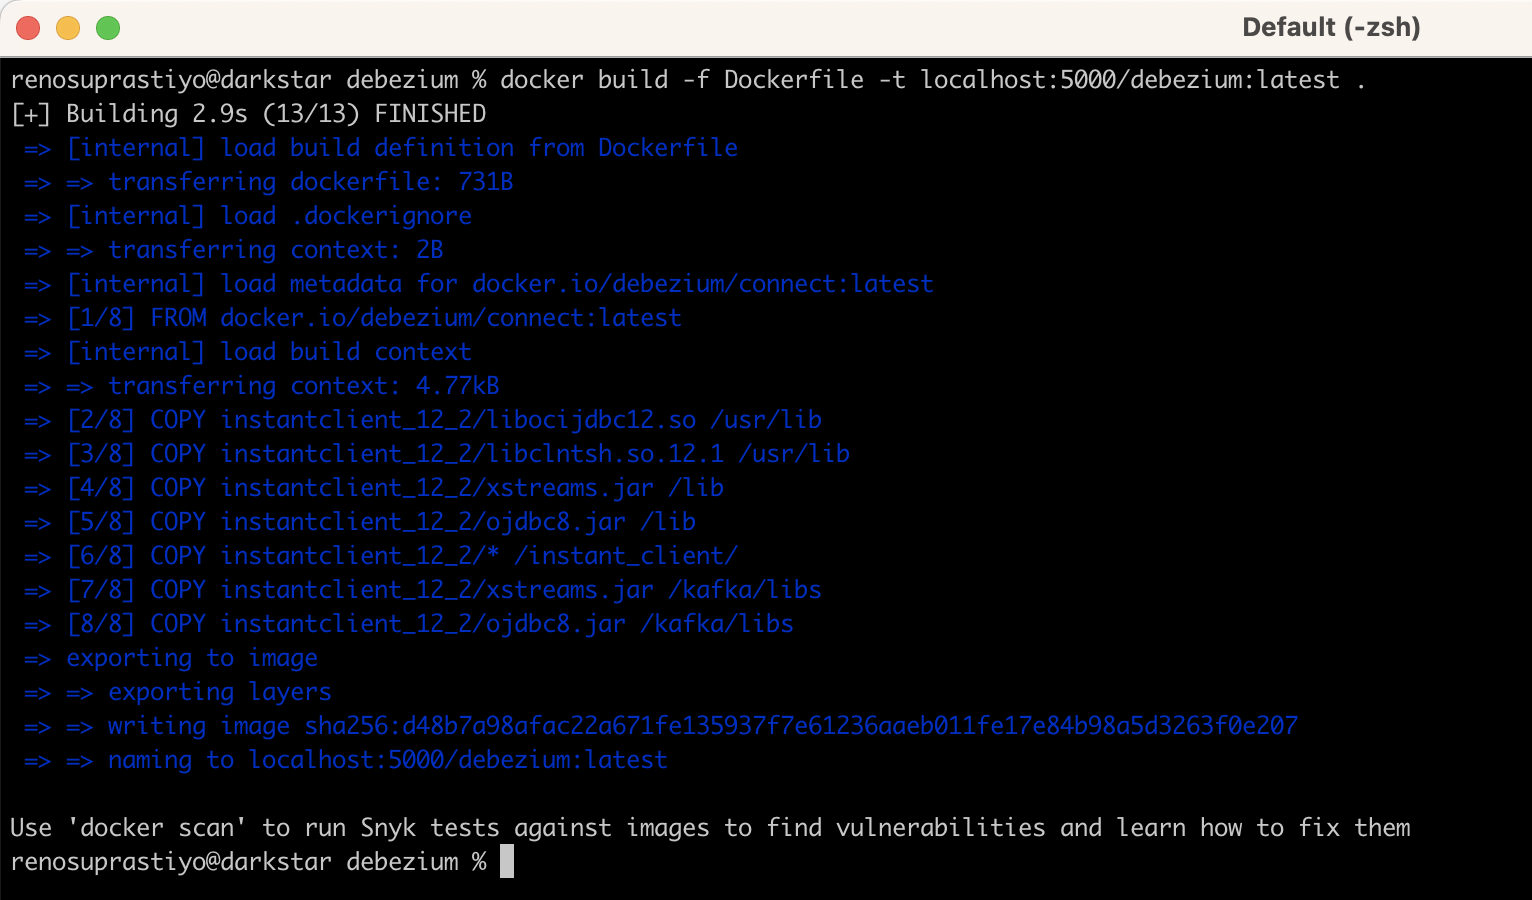 Default (-zsh)
renosuprastiyo@darkstar debezium % docker build -f Dockerfile -t localhost:5000/debezium:latest .
[+] Building 2.9s (13/13) FINISHED
=> [internal] load build definition from Dockerfile
=> => transferring dockerfile: 731B
=> [internal] load .dockerignore
=> => transferring context: 2B
=> [internal] load metadata for docker.io/debezium/connect:latest
=> [1/8] FROM docker.io/debezium/connect:latest
=> [internal] load build context
=> => transferring context: 4.77kB
=> [2/8] COPY instantclient_12_2/libocijdbc12.so /usr/lib
=> [3/8] COPY instantclient_12_2/libclntsh.so.12.1 /usr/lib
=> [4/8] COPY instantclient_12_2/xstreams.jar /lib
=> [5/8] COPY instantclient_12_2/ojdbc8.jar /lib
=> [6/8] COPY instantclient_12_2/* /instant_client/
=> [7/8] COPY instantclient_12_2/xstreams.jar /kafka/libs
=> [8/8] COPY instantclient_12_2/ojdbc8.jar /kafka/libs
=> exporting to image
=> => exporting layers
=> => writing image sha256:d48b7a98afac22a671fe135937f7e61236aaeb011fe17e84b98a5d3263f0e207
=> => naming to localhost:5000/debezium:latest
Use 'docker scan' to run Snyk tests against images to find vulnerabilities and learn how to fix them
renosuprastiyo@darkstar debezium %